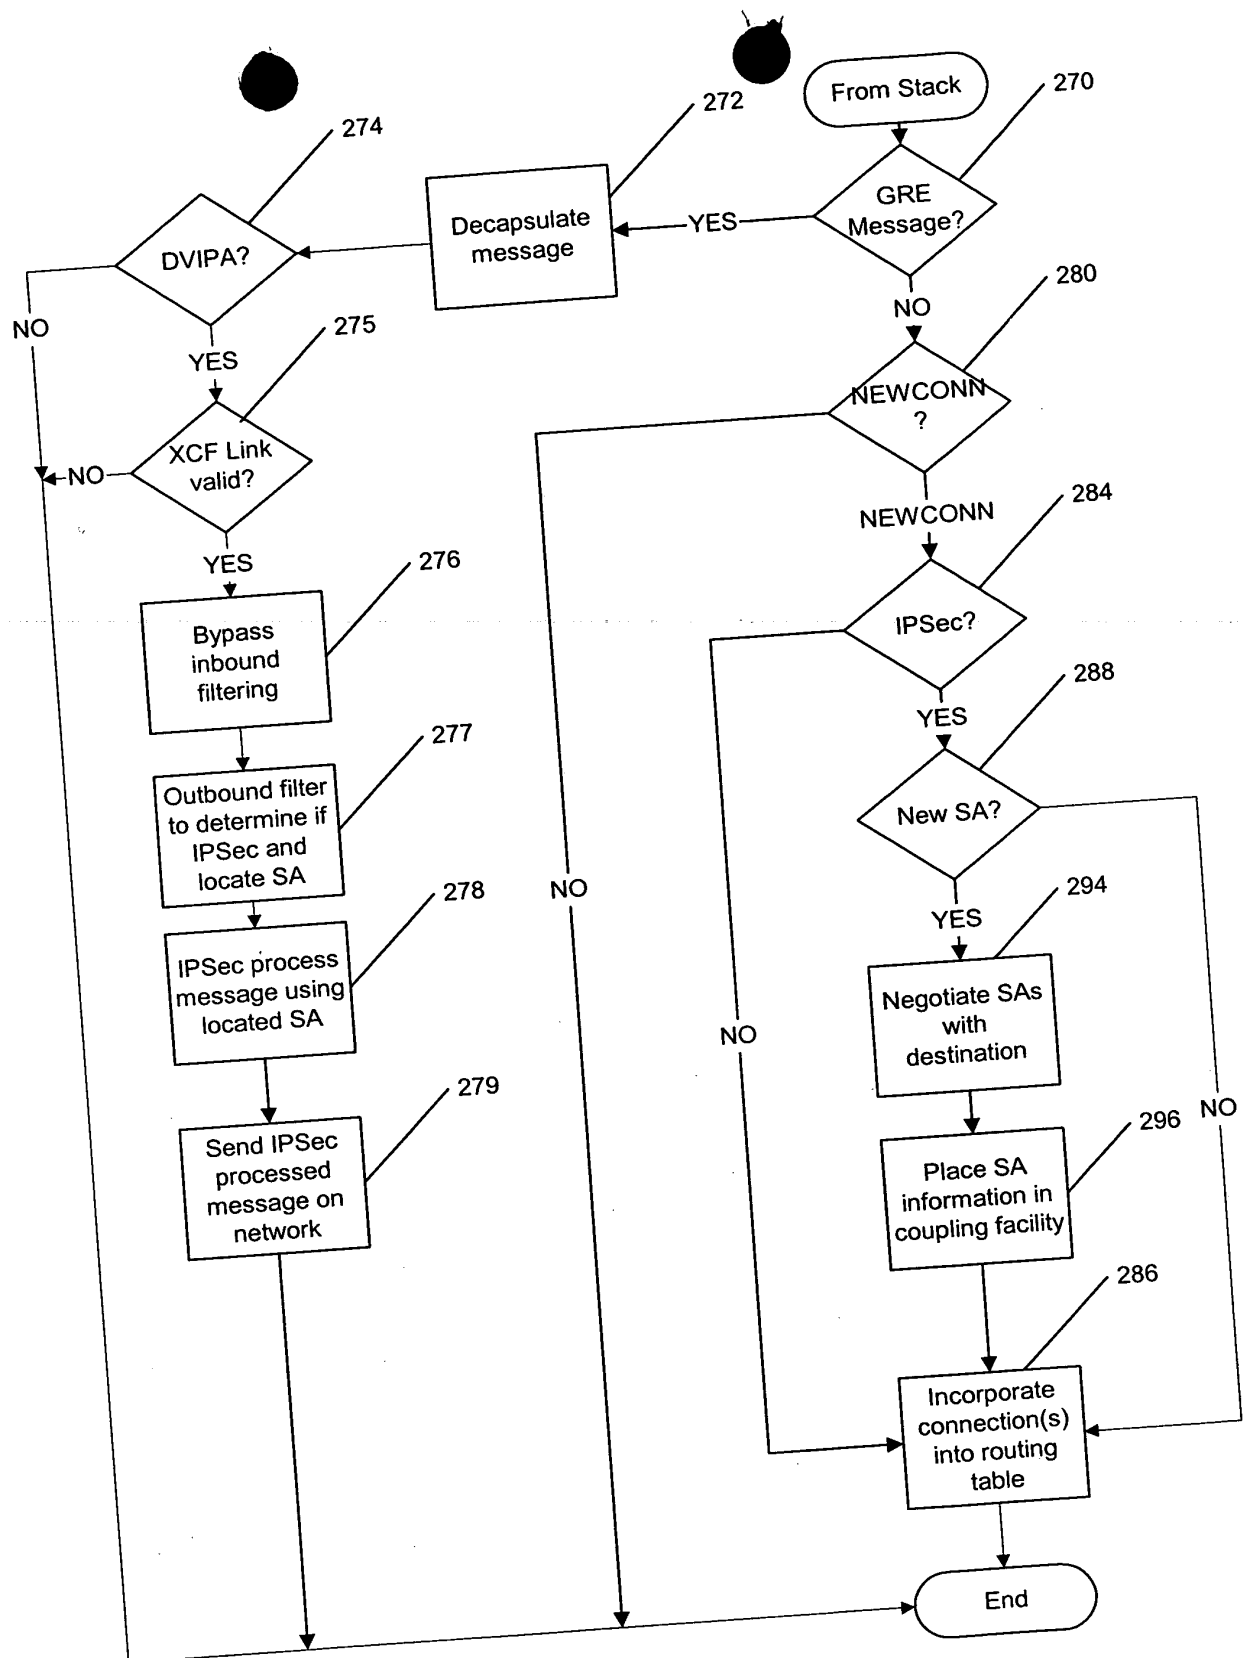 From Stack
270
GRE
Message?
YES
272
Decapsulate
message
274
DVIPA?
NO
YES
275
XCF Link
valid?
NO
YES
276
Bypass
inbound
filtering
277
Outbound filter
to determine if
IPSec and
locate SA
278
IPSec process
message using
located SA
279
Send IPSec
processed
message on
network
NO
280
NEWCONN
?
NO
NEWCONN
284
IPSec?
NO
YES
288
New SA?
NO
YES
294
Negotiate SAs
with
destination
296
Place SA
information in
coupling facility
286
Incorporate
connection(s)
into routing
table
End